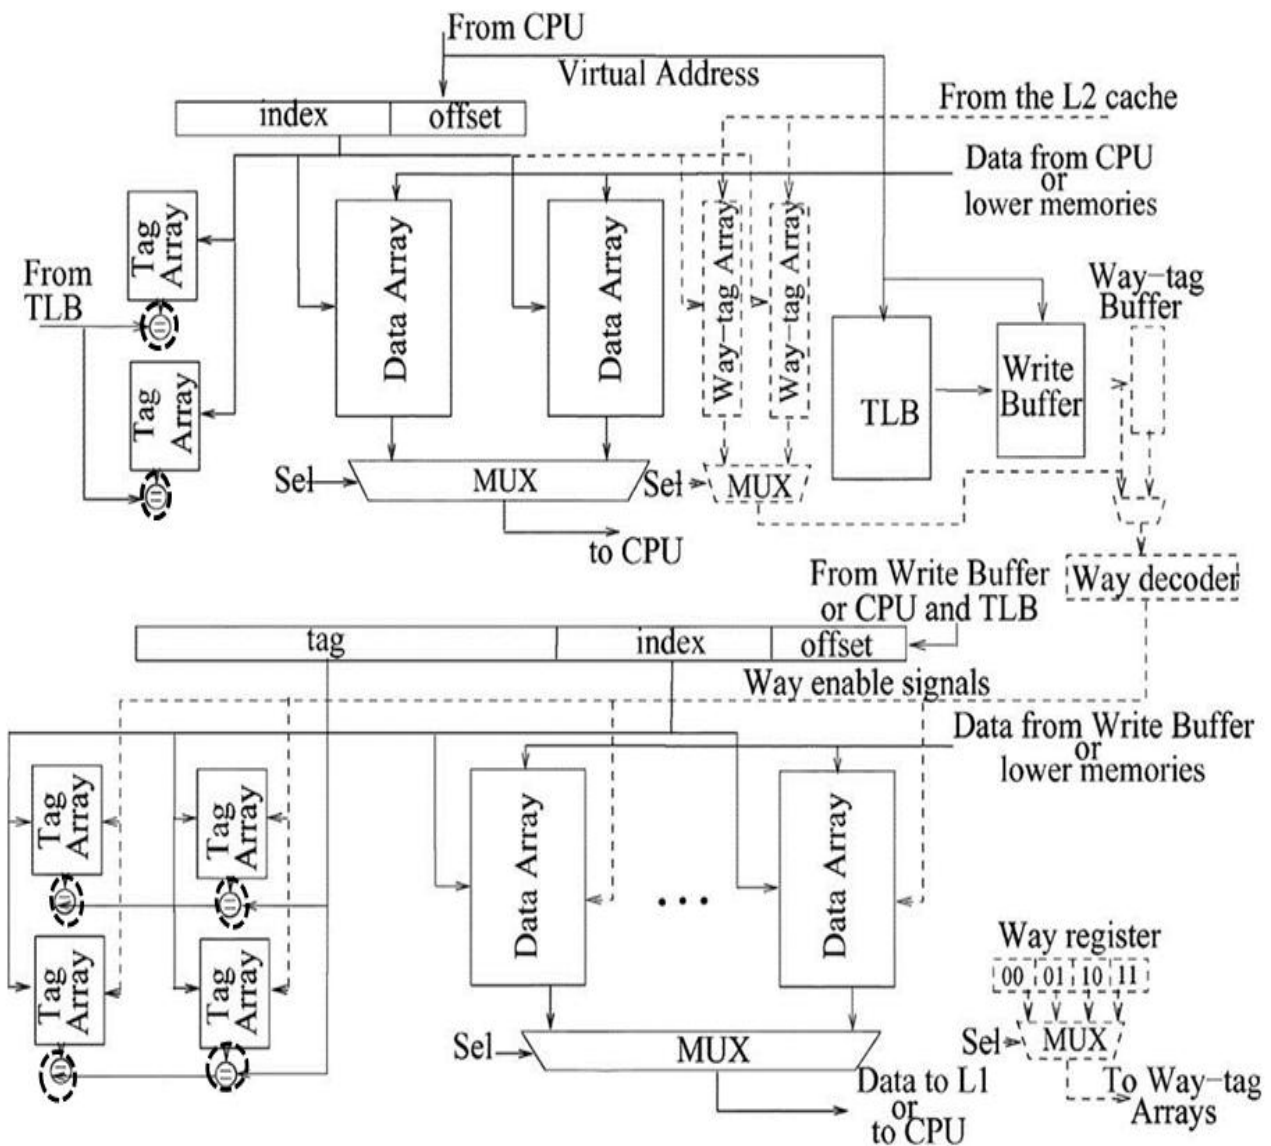 From CPU
Virtual Address
index
offset
From the L2 cache
Data from CPU
or
lower memories
Tag
Array
Data Array
Data Array
Way-tag Array
Way-tag Array
From
TLB
=
Tag
Array
=
TLB
Write
Buffer
Way-tag
Buffer
Sel
MUX
Sel
MUX
to CPU
Way decoder
From Write Buffer
or CPU and TLB
tag
index
offset
Way enable signals
Data from Write Buffer
or
lower memories
Tag
Array
Tag
Array
=
=
Data Array
...
Data Array
Tag
Array
Tag
Array
=
=
Way register
00 01 10 11
Sel
MUX
Sel
MUX
Data to L1
or
to CPU
To Way-tag
Arrays